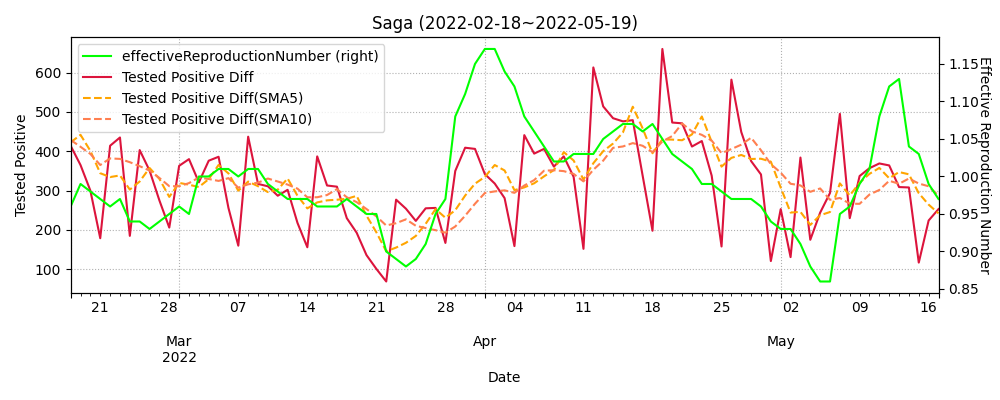 Saga (2022-02-18~2022-05-19)
effectiveReproductionNumber (right)
Tested Positive Diff
Tested Positive Diff(SMA5)
Tested Positive Diff(SMA10)
Tested Positive
600
500
400
300
200
100
1.15
1.10
1.05
1.00
0.95
0.90
0.85
Effective Reproduction Number
21 28 07 14 21 28 04 11 18 25 02 09 16
Mar Apr May
2022
Date